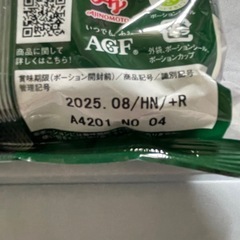 AJINOMOTO
いつでも、ふぅ。
AGF
商品に関して
詳しくはこちら!
外袋、ポーションシール、
ポーションカップ
賞味期限(ポーション開封前)/商品記号/識別記号
管理記号
2025.08/HN/+R
A4201 NO 04